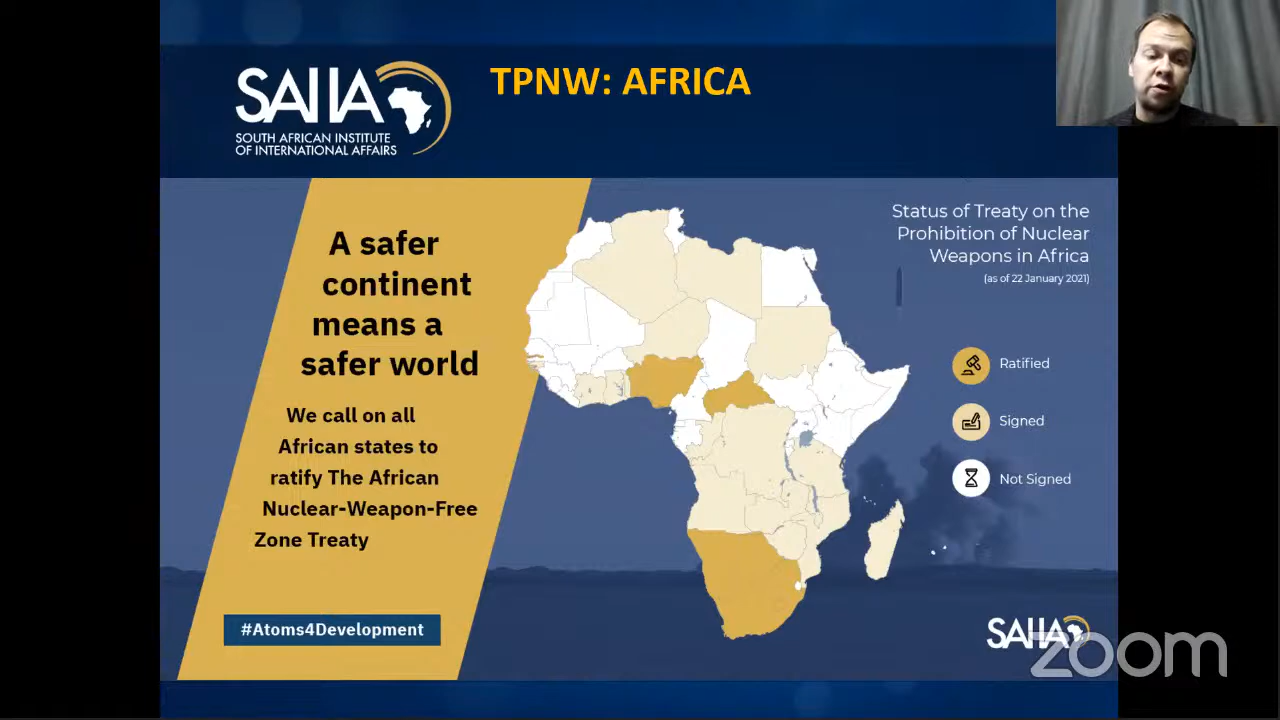 SAIIA
SOUTH AFRICAN INSTITUTE
OF INTERNATIONAL AFFAIRS
TPNW: AFRICA
A safer
continent
means a
safer world
We call on all
African states to
ratify The African
Nuclear-Weapon-Free
Zone Treaty
#Atoms4Development
Status of Treaty on the
Prohibition of Nuclear
Weapons in Africa
(as of 22 January 2021)
Ratified
Signed
Not Signed
SAIIA
zoom